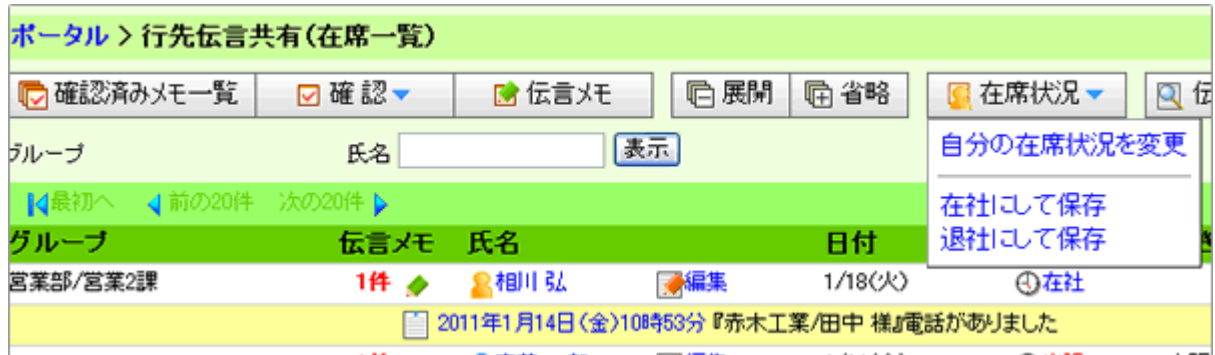 ポータル > 行先伝言共有(在席一覧)
確認済みメモ一覧 確 認 伝言メモ 展開 省略 在席状況 伝
グループ 氏名 表示
自分の在席状況を変更
最初へ 前の20件 次の20件
在社にして保存
退社にして保存
グループ 伝言メモ 氏名 日付
営業部/営業2課 1件 相川 弘 編集 1/18(火) 在社
2011年1月14日(金)10時53分『赤木工業/田中 様』電話がありました